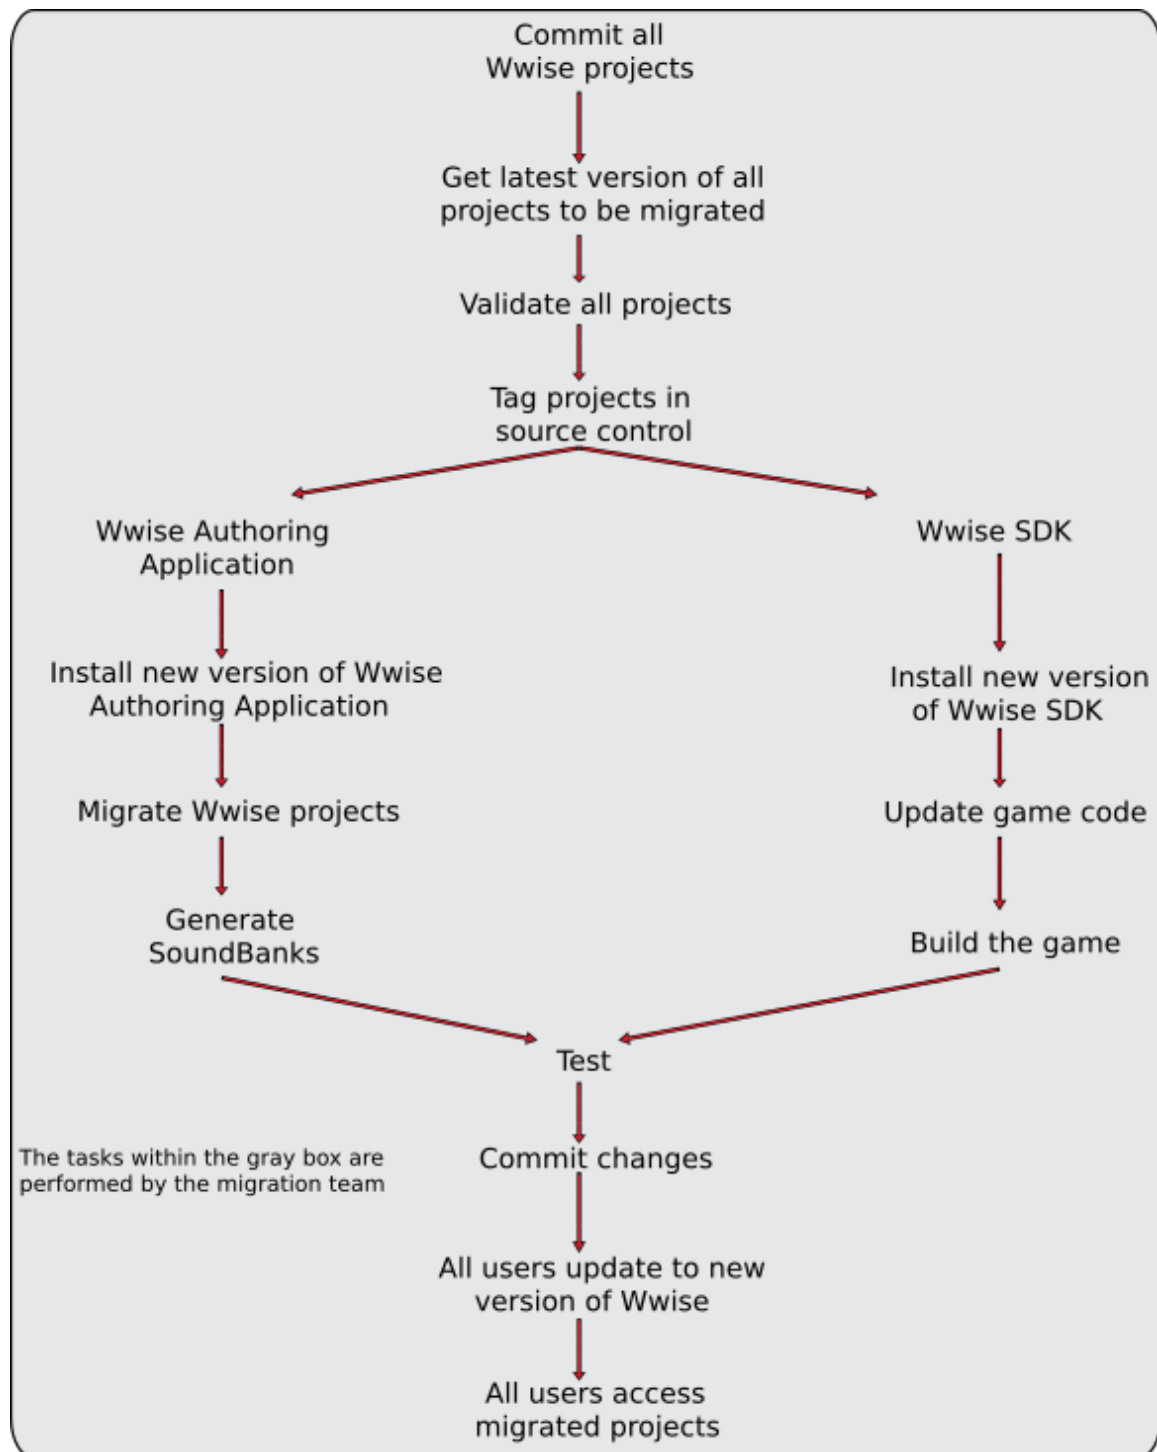 Commit all
Wwise projects
Get latest version of all
projects to be migrated
Validate all projects
Tag projects in
source control
Wwise Authoring
Application
Wwise SDK
Install new version of Wwise
Authoring Application
Install new version
of Wwise SDK
Migrate Wwise projects
Update game code
Generate
SoundBanks
Build the game
Test
The tasks within the gray box are
performed by the migration team
Commit changes
All users update to new
version of Wwise
All users access
migrated projects